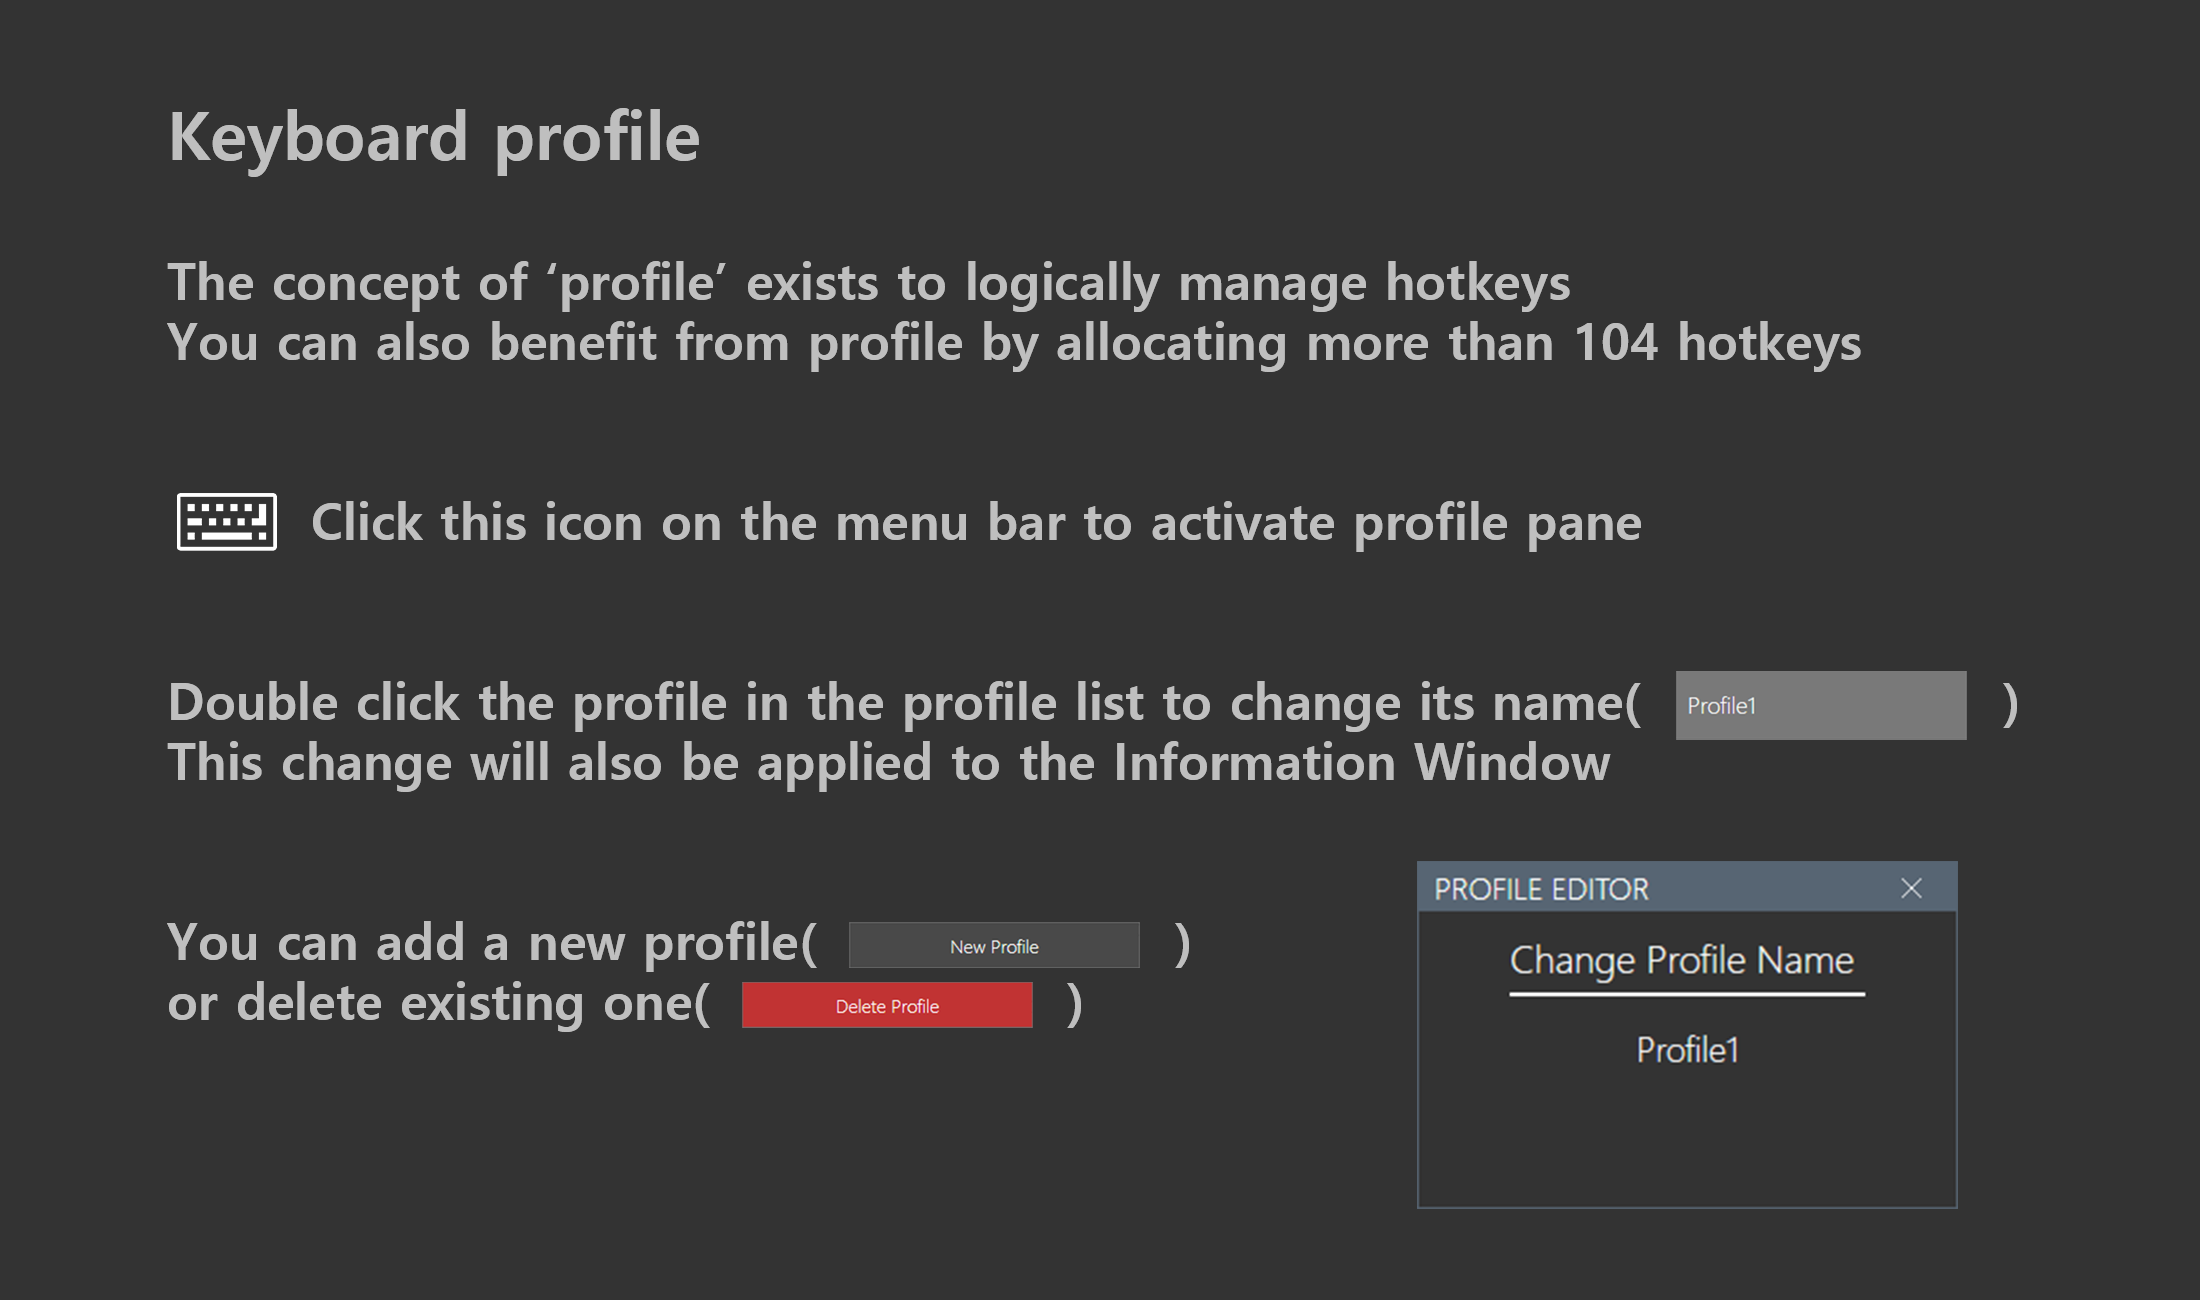 Keyboard profile
The concept of ‘profile’ exists to logically manage hotkeys
You can also benefit from profile by allocating more than 104 hotkeys
Click this icon on the menu bar to activate profile pane
Double click the profile in the profile list to change its name( Profile1 )
This change will also be applied to the Information Window
You can add a new profile( New Profile )
or delete existing one( Delete Profile )
PROFILE EDITOR
Change Profile Name
Profile1